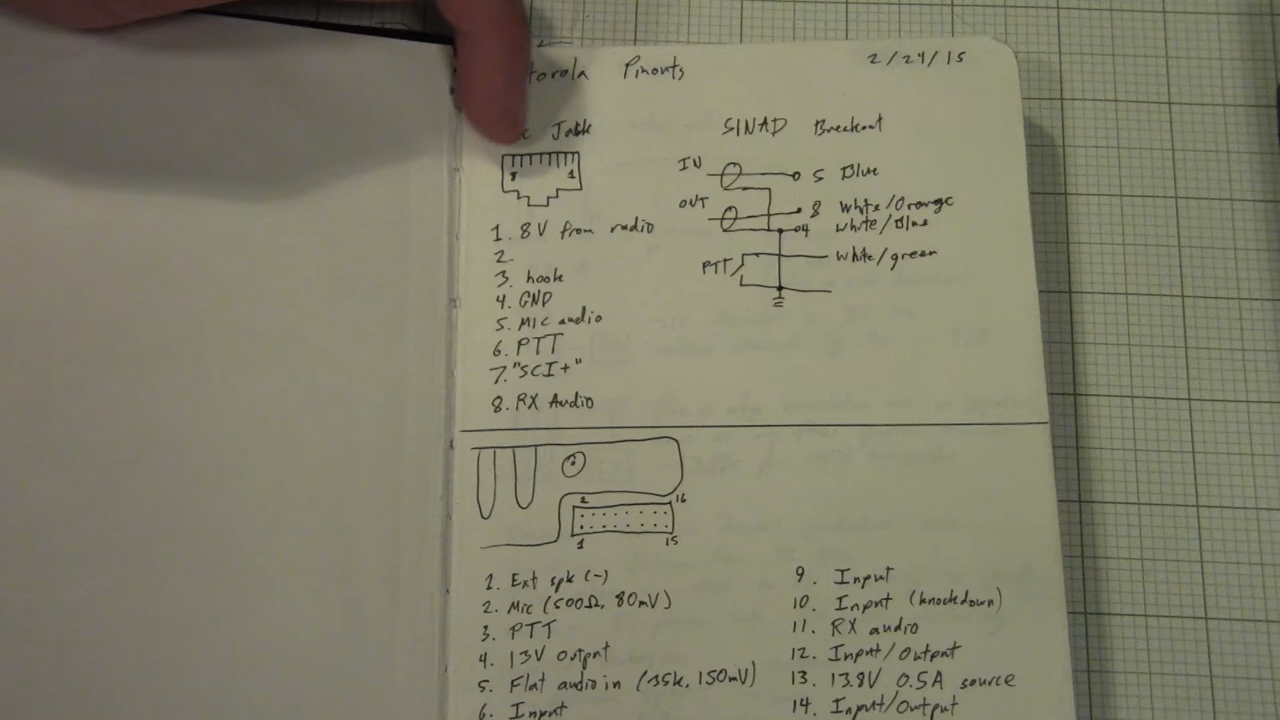 torola Pinouts
2/24/15
Jack
8 1
1. 8V from radio
2.
3. hook
4. GND
5. MIC audio
6. PTT
7. "SCI+"
8. RX Audio
SINAD Breakout
IN 5 Blue
OUT 8 White/Orange
4 White/Blue
PTT White/green
2 16
1 15
1. Ext spk (-)
2. Mic (500Ω, 80mV)
3. PTT
4. 13V Output
5. Flat audio in (35k, 150mV)
6. Input
9. Input
10. Input (knockdown)
11. RX audio
12. Input/Output
13. 13.8V 0.5A source
14. Input/Output